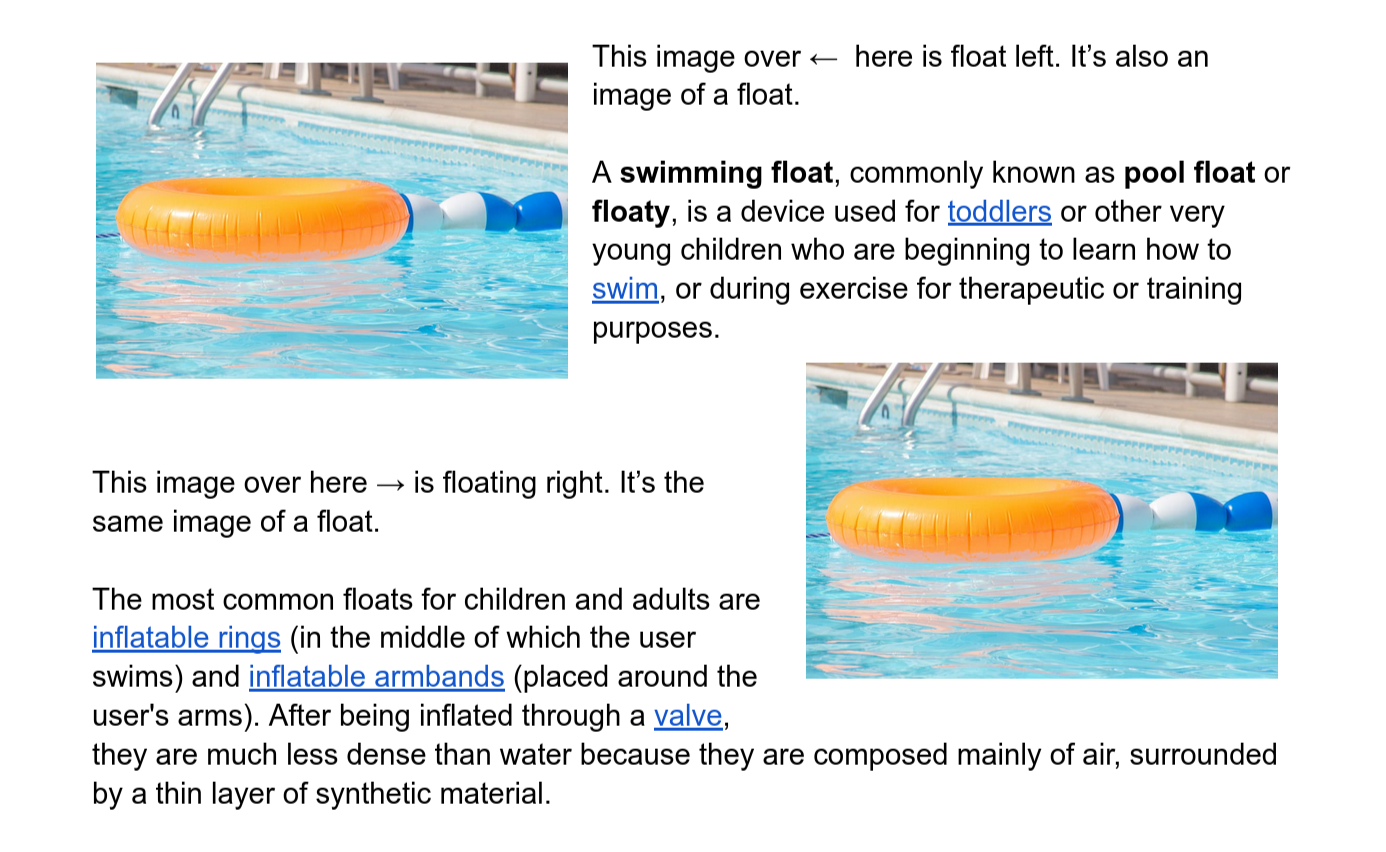 This image over ← here is float left. It’s also an
image of a float.
A swimming float, commonly known as pool float or
floaty, is a device used for toddlers or other very
young children who are beginning to learn how to
swim, or during exercise for therapeutic or training
purposes.
This image over here → is floating right. It’s the
same image of a float.
The most common floats for children and adults are
inflatable rings (in the middle of which the user
swims) and inflatable armbands (placed around the
user's arms). After being inflated through a valve,
they are much less dense than water because they are composed mainly of air, surrounded
by a thin layer of synthetic material.